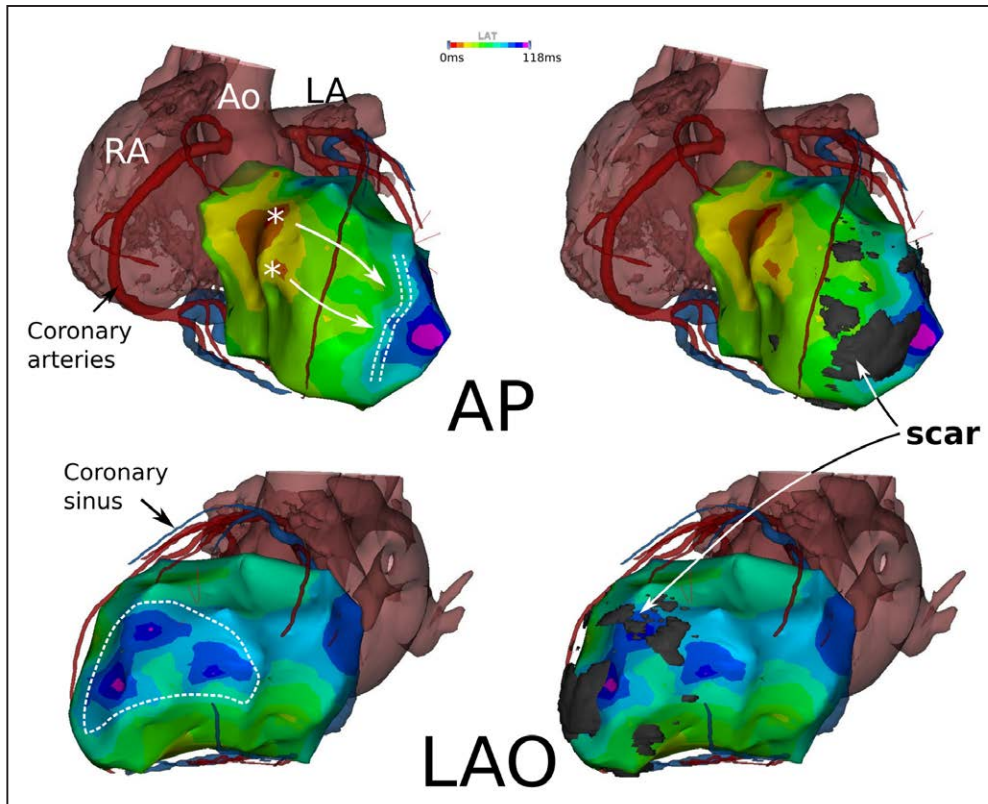 LAT
0ms
118ms
Ao
LA
RA
*
*
Coronary
arteries
AP
scar
Coronary
sinus
LAO